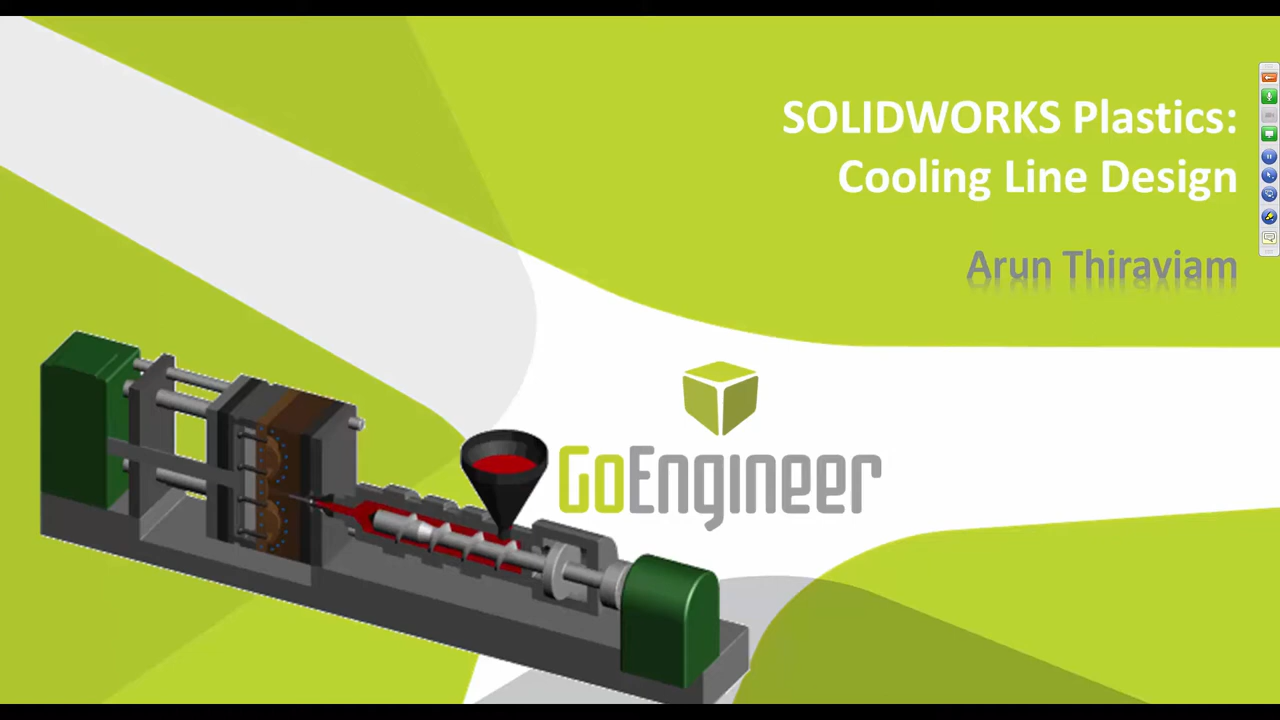 SOLIDWORKS Plastics:
Cooling Line Design
Arun Thiraviam
GoEngineer